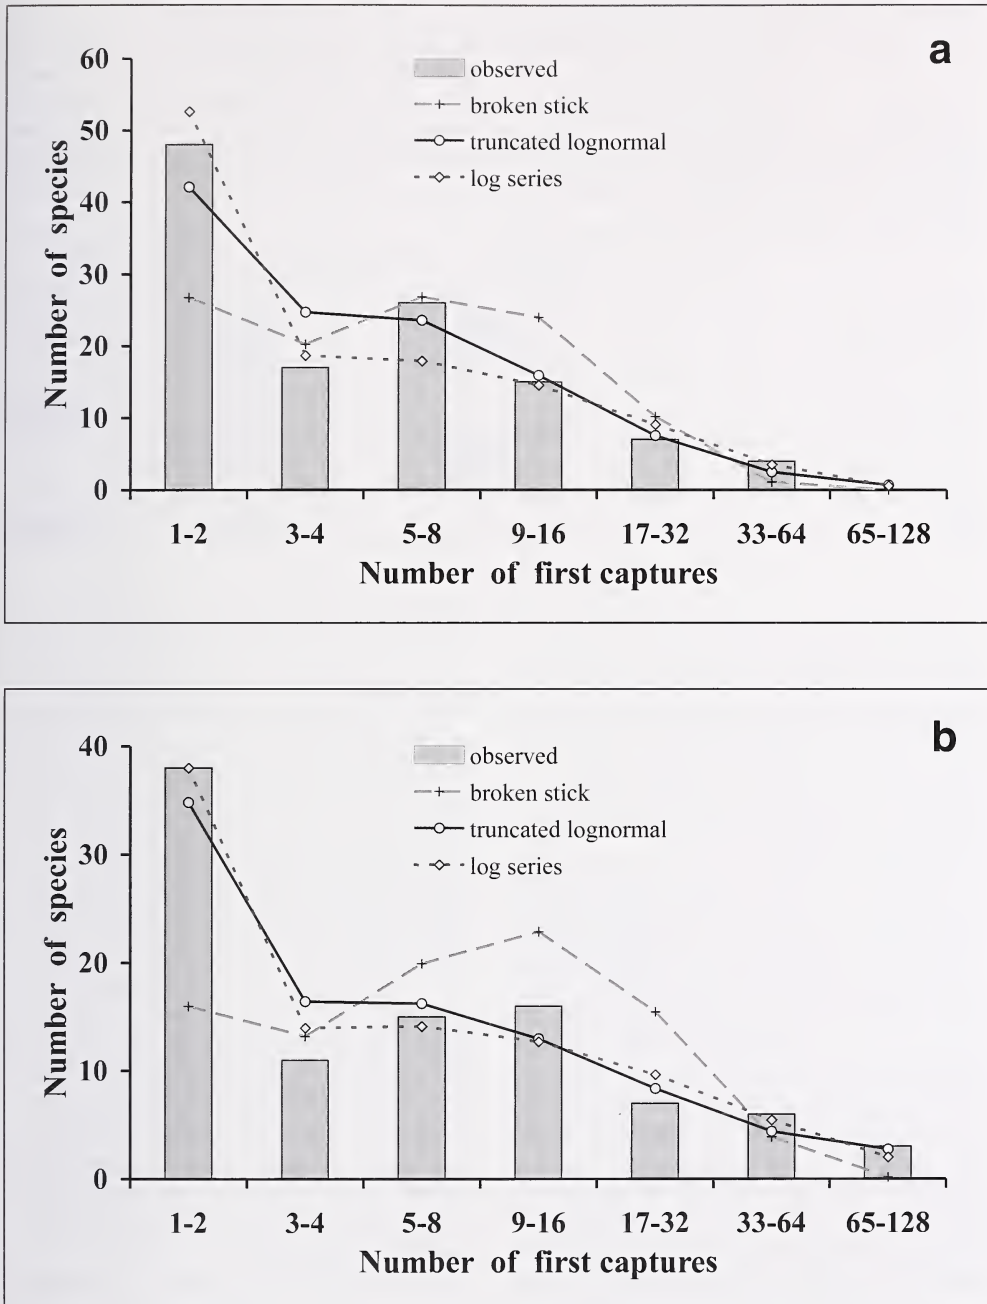 a
60
50
40
30
20
10
0
Number of species
observed
broken stick
truncated lognormal
log series
1-2 3-4 5-8 9-16 17-32 33-64 65-128
Number of first captures
b
40
30
20
10
0
Number of species
observed
broken stick
truncated lognormal
log series
1-2 3-4 5-8 9-16 17-32 33-64 65-128
Number of first captures